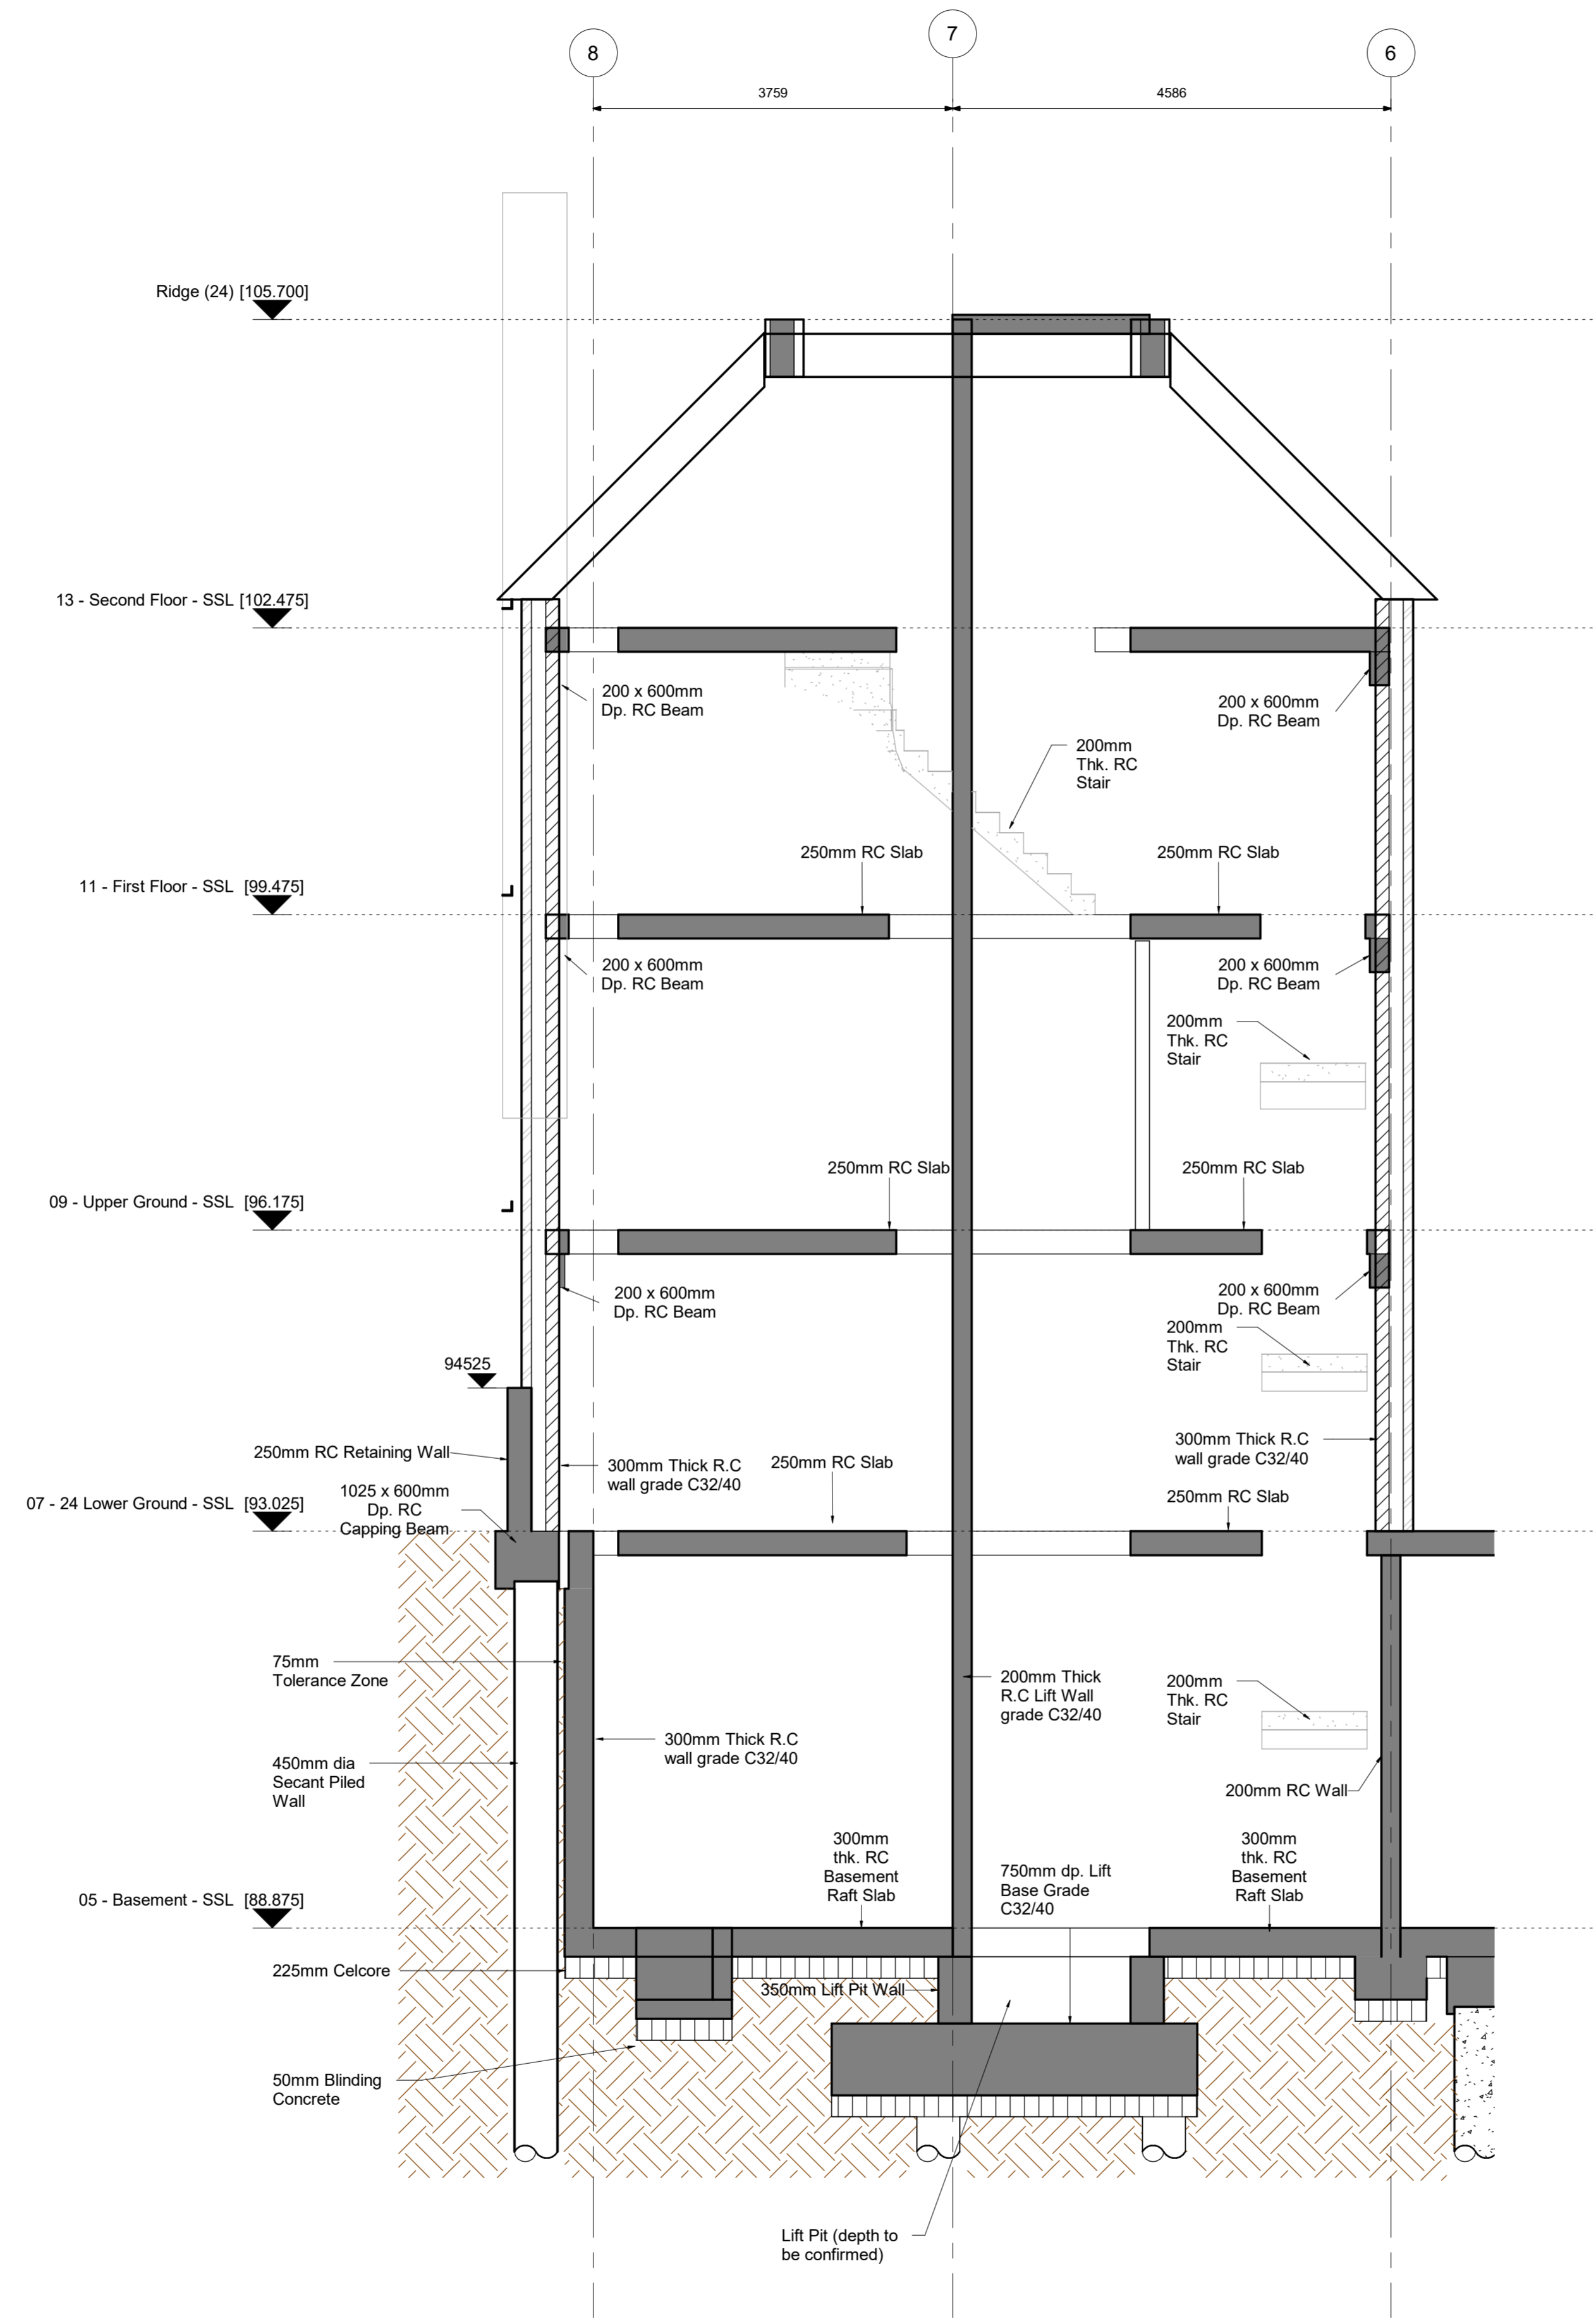 8
7
6
3759
4586
Ridge (24) [105.700]
13 - Second Floor - SSL [102.475]
200 x 600mm
Dp. RC Beam
200 x 600mm
Dp. RC Beam
200mm
Thk. RC
Stair
250mm RC Slab
250mm RC Slab
11 - First Floor - SSL [99.475]
200 x 600mm
Dp. RC Beam
200 x 600mm
Dp. RC Beam
200mm
Thk. RC
Stair
250mm RC Slab
250mm RC Slab
09 - Upper Ground - SSL [96.175]
200 x 600mm
Dp. RC Beam
200 x 600mm
Dp. RC Beam
200mm
Thk. RC
Stair
94525
250mm RC Retaining Wall
300mm Thick R.C
wall grade C32/40
250mm RC Slab
300mm Thick R.C
wall grade C32/40
1025 x 600mm
Dp. RC
Capping Beam
250mm RC Slab
07 - 24 Lower Ground - SSL [93.025]
75mm
Tolerance Zone
200mm Thick
R.C Lift Wall
grade C32/40
200mm
Thk. RC
Stair
300mm Thick R.C
wall grade C32/40
450mm dia
Secant Piled
Wall
200mm RC Wall
300mm
thk. RC
Basement
Raft Slab
750mm dp. Lift
Base Grade
C32/40
300mm
thk. RC
Basement
Raft Slab
05 - Basement - SSL [88.875]
225mm Celcore
350mm Lift Pit Wall
50mm Blinding
Concrete
Lift Pit (depth to
be confirmed)